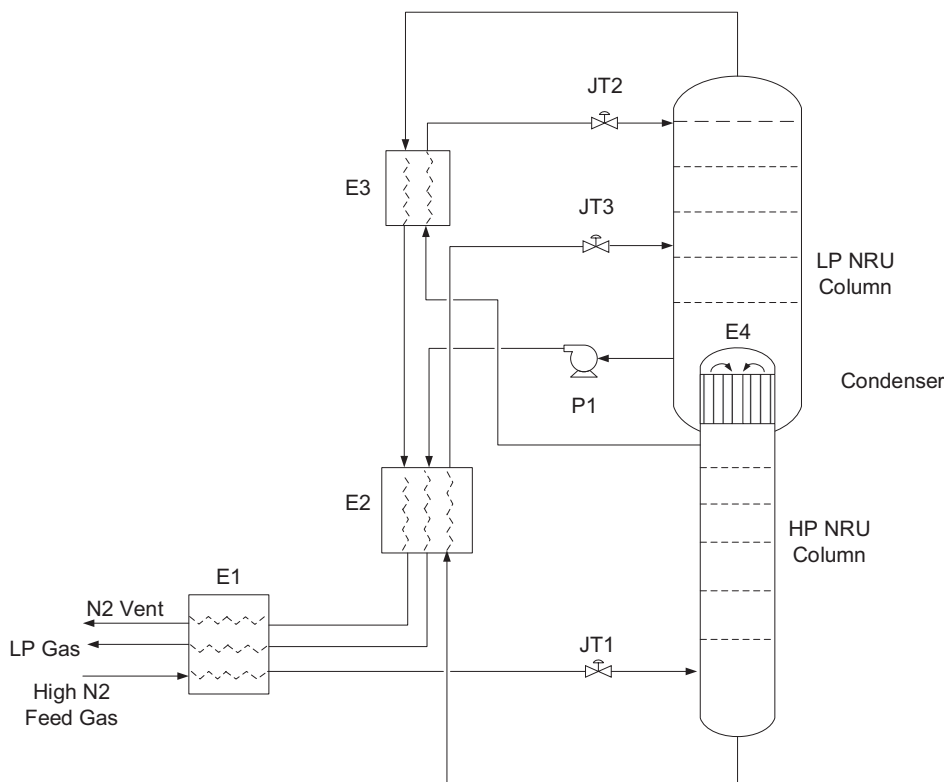 JT2
E3
JT3
LP NRU
Column
E4
Condenser
P1
E2
HP NRU
Column
E1
N2 Vent
LP Gas
JT1
High N2
Feed Gas